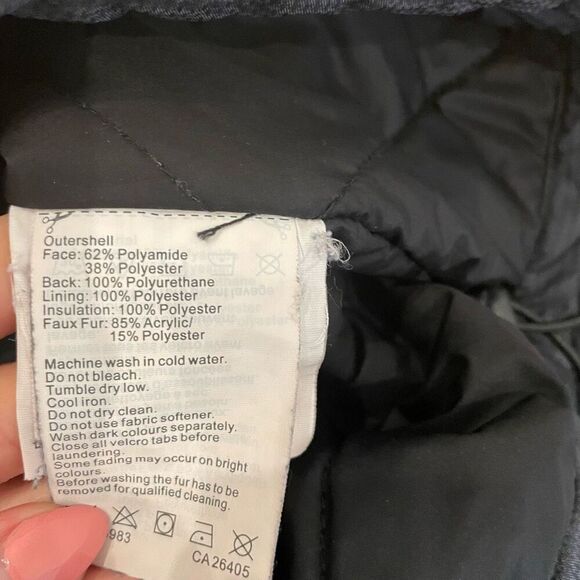 Outershell
Face: 62% Polyamide
38% Polyester
Back: 100% Polyurethane
Lining: 100% Polyester
Insulation: 100% Polyester
Faux Fur: 85% Acrylic/
15% Polyester
Machine wash in cold water.
Do not bleach.
Tumble dry low.
Cool iron.
Do not dry clean.
Do not use fabric softener.
Wash dark colours separately.
Close all velcro tabs before
laundering.
Some fading may occur on bright
colours.
Before washing the fur has to be
removed for qualified cleaning.
983
CA 26405